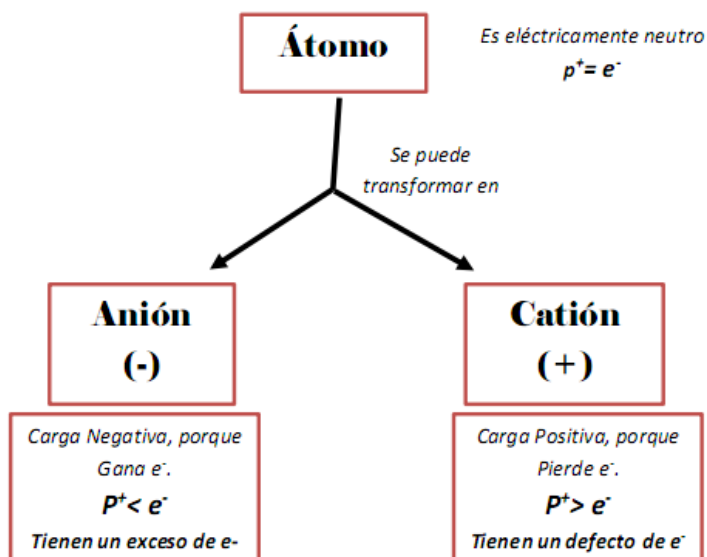 Átomo
Es eléctricamente neutro
p⁺= e⁻
Se puede
transformar en
Anión
(-)
Catión
(+)
Carga Negativa, porque
Gana e⁻.
P⁺< e⁻
Tienen un exceso de e-
Carga Positiva, porque
Pierde e⁻.
P⁺> e⁻
Tienen un defecto de e⁻